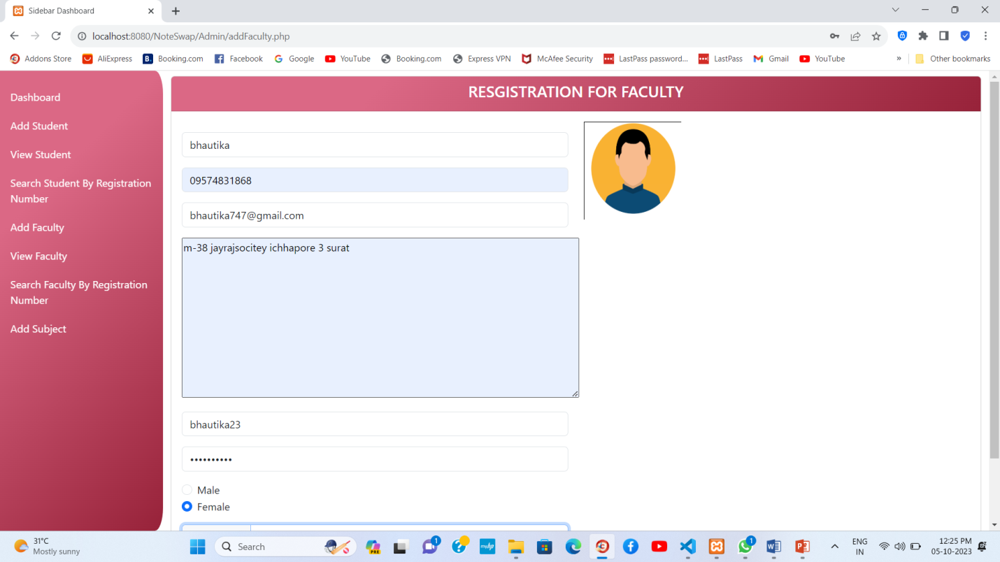 Sidebar Dashboard
localhost:8080/NoteSwap/Admin/addFaculty.php
Addons Store
AliExpress
B.
Booking.com
Facebook
Google
YouTube
Booking.com
Express VPN
McAfee Security
LastPass password...
LastPass
Gmail
YouTube
»
Other bookmarks
Dashboard
Add Student
View Student
Search Student By Registration
Number
Add Faculty
View Faculty
Search Faculty By Registration
Number
Add Subject
RESGISTRATION FOR FACULTY
bhautika
09574831868
bhautika747@gmail.com
m-38 jayrajsocitey ichhapore 3 surat
bhautika23
••••••••••
Male
Female
31°C
Mostly sunny
Search
PRE
1
?
myhp
1
W
P
ENG
IN
12:25 PM
05-10-2023